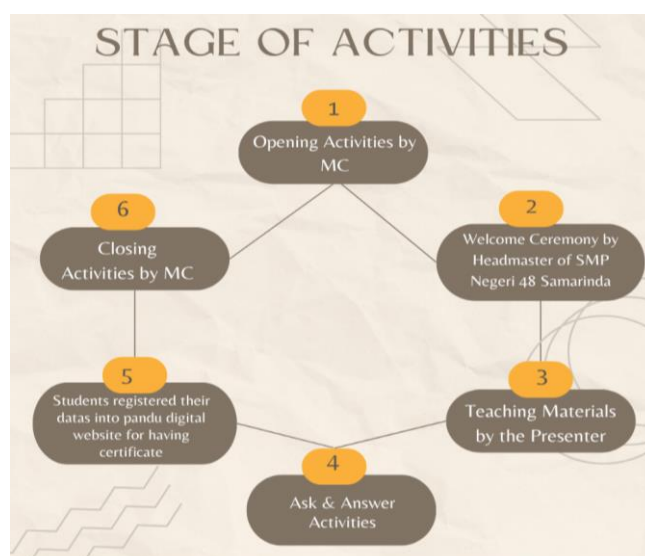 STAGE OF ACTIVITIES
1
Opening Activities by
MC
2
Welcome Ceremony by
Headmaster of SMP
Negeri 48 Samarinda
3
Teaching Materials
by the Presenter
4
Ask & Answer
Activities
5
Students registered their
datas into pandu digital
website for having
certificate
6
Closing
Activities by MC